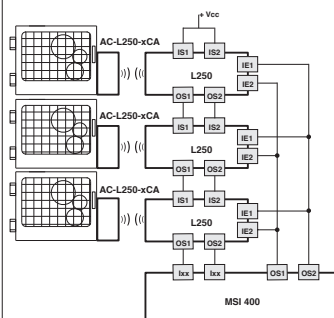 + Vcc
AC-L250-xCA
IS1 IS2
IE1
L250
IE2
OS1 OS2
AC-L250-xCA
IS1 IS2
IE1
L250
IE2
OS1 OS2
AC-L250-xCA
IS1 IS2
IE1
L250
IE2
OS1 OS2
Ixx Ixx OS1 OS2
MSI 400